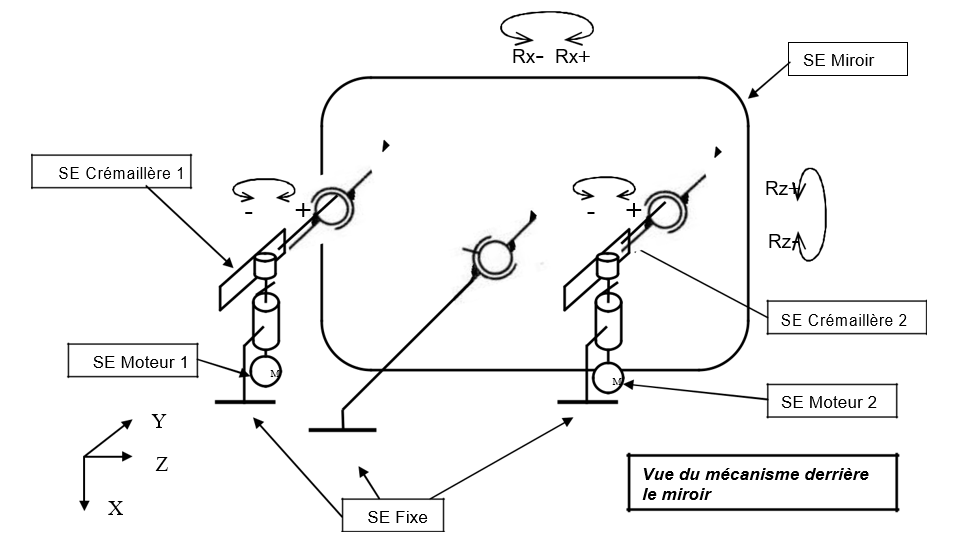 Rx- Rx+
SE Miroir
SE Crémaillère 1
- +
- +
Rz+
Rz-
SE Crémaillère 2
SE Moteur 1
M
M
SE Moteur 2
Y
Z
X
SE Fixe
Vue du mécanisme derrière
le miroir